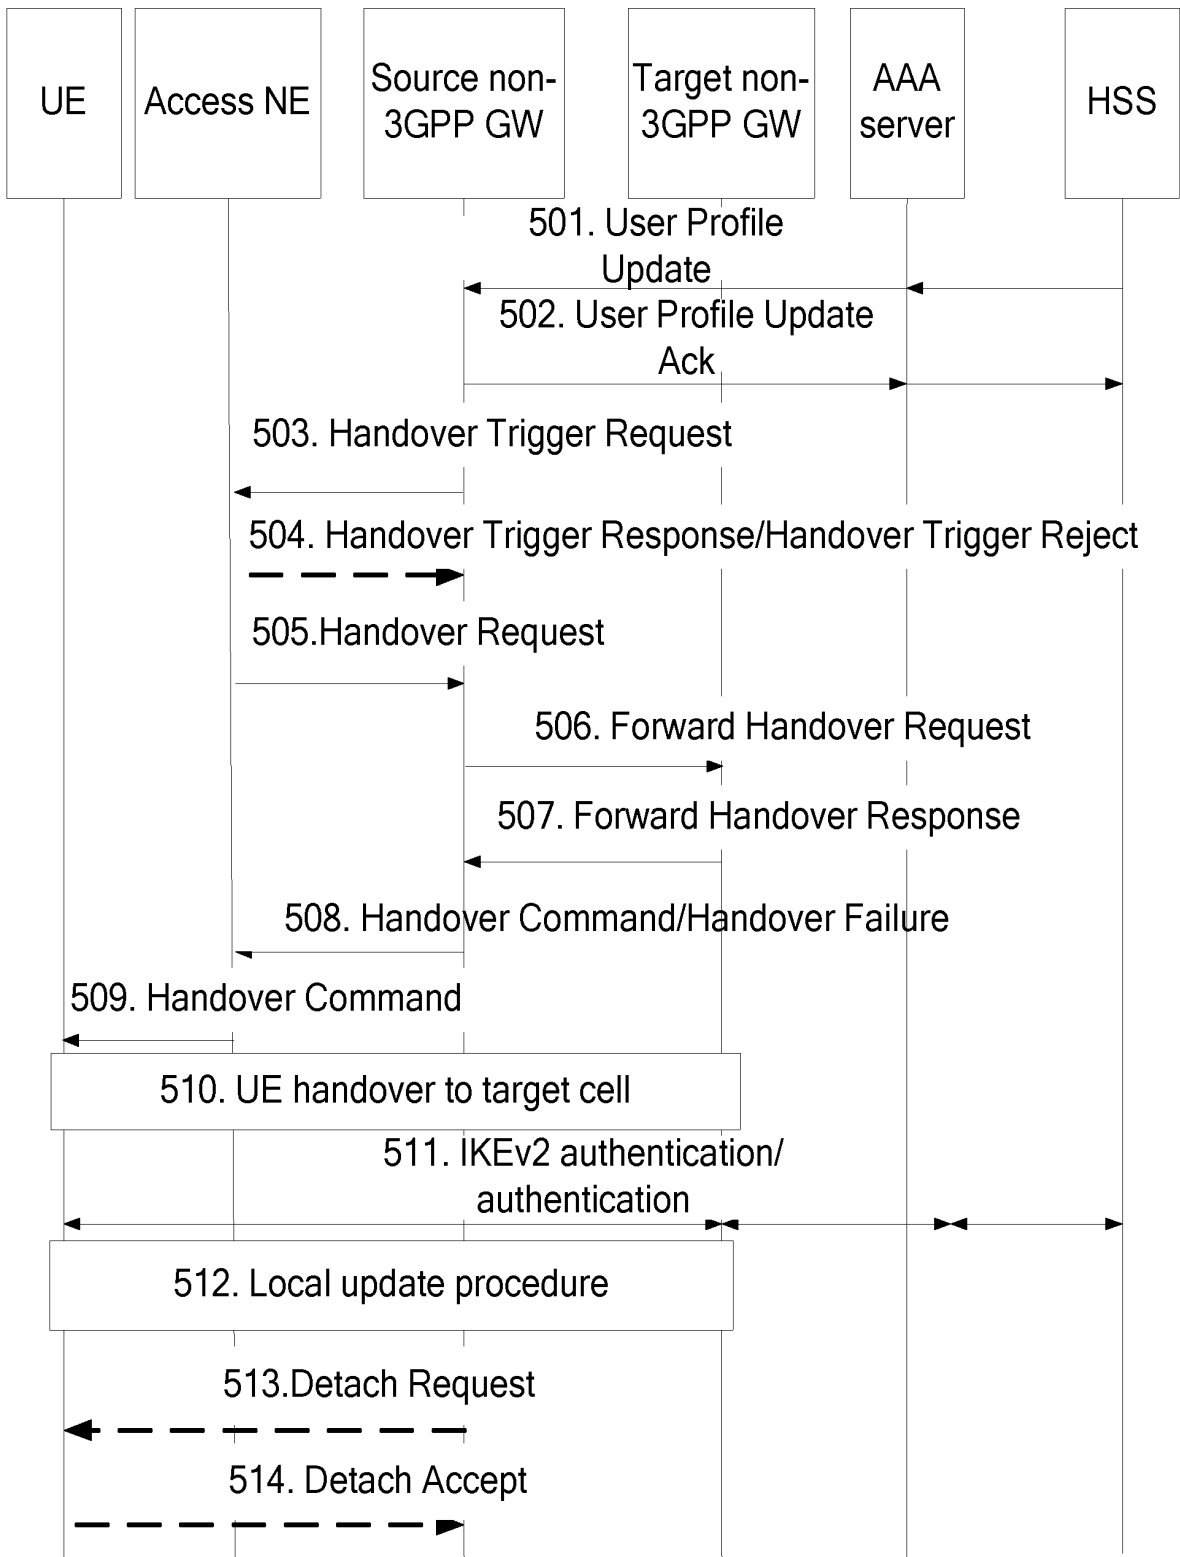 UE
Access NE
Source non-
3GPP GW
Target non-
3GPP GW
AAA
server
HSS
501. User Profile
Update
502. User Profile Update
Ack
503. Handover Trigger Request
504. Handover Trigger Response/Handover Trigger Reject
505.Handover Request
506. Forward Handover Request
507. Forward Handover Response
508. Handover Command/Handover Failure
509. Handover Command
510. UE handover to target cell
511. IKEv2 authentication/
authentication
512. Local update procedure
513.Detach Request
514. Detach Accept